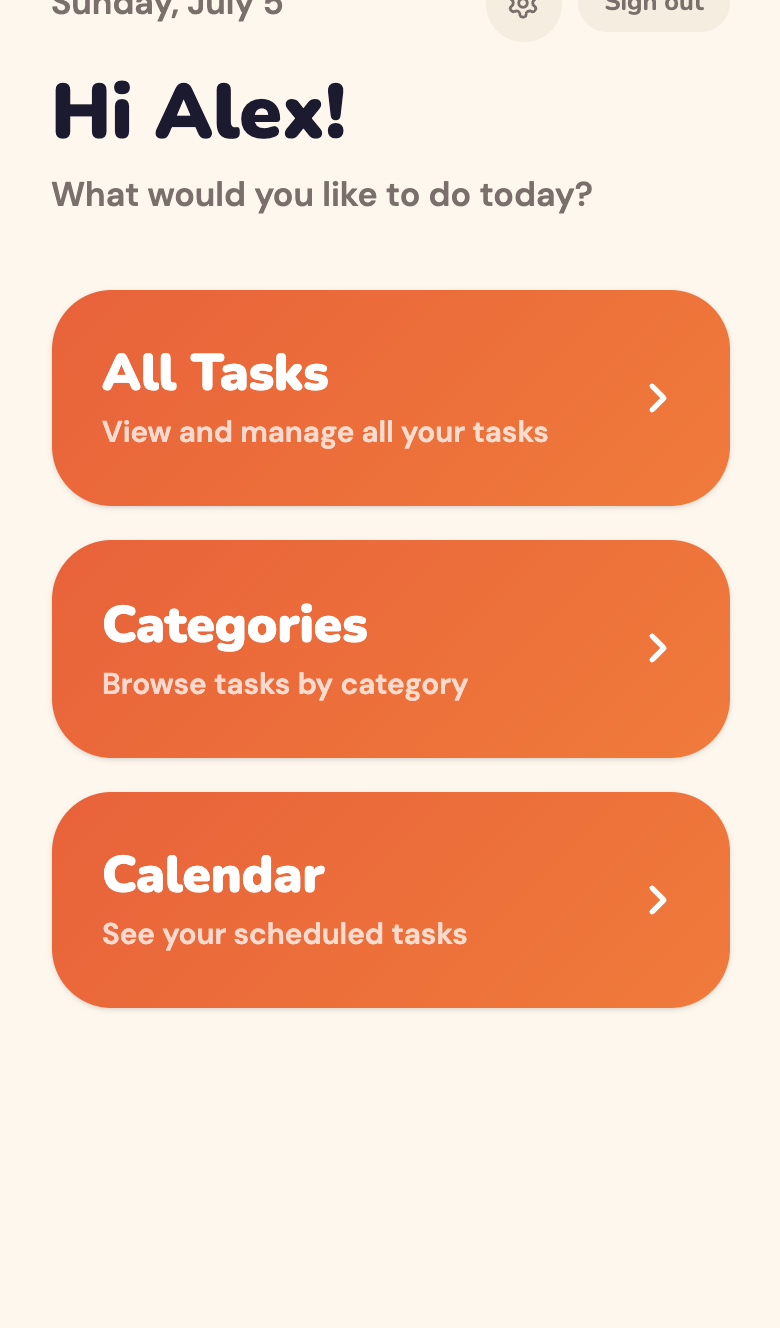 Sunday, July 5
Sign out
Hi Alex!
What would you like to do today?
All Tasks
View and manage all your tasks
Categories
Browse tasks by category
Calendar
See your scheduled tasks